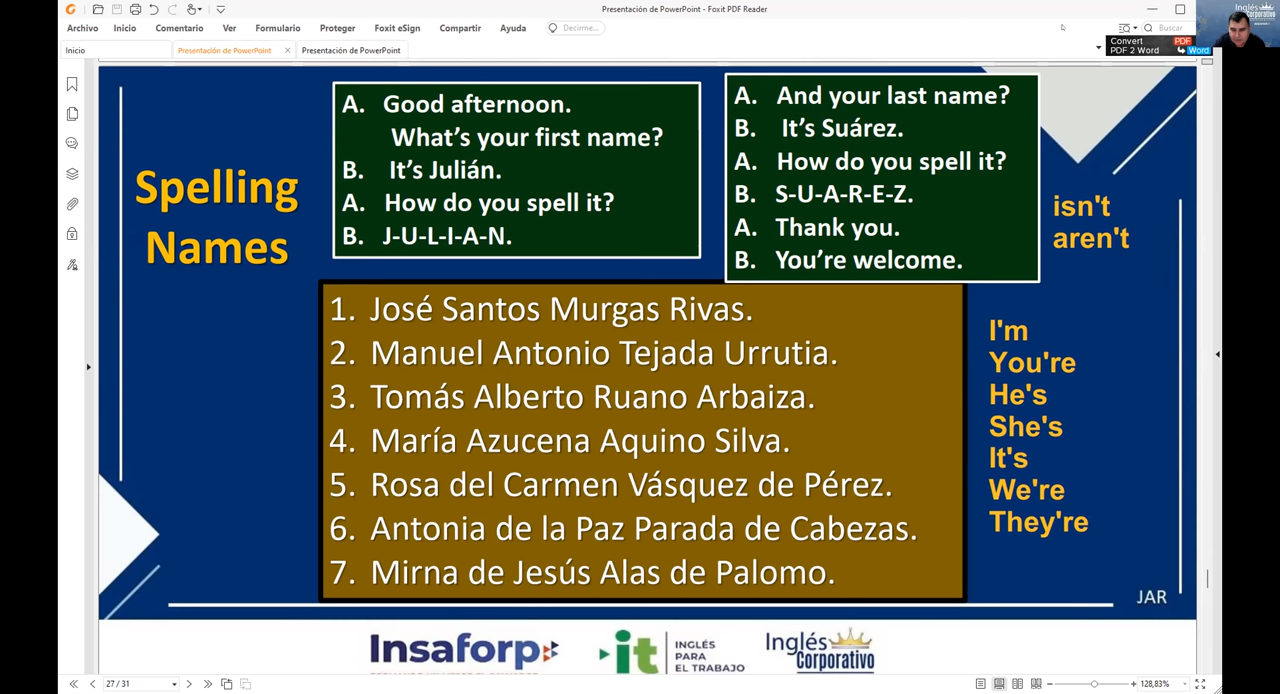 Presentación de PowerPoint - Foxit PDF Reader
Archivo Inicio Comentario Ver Formulario Proteger Foxit eSign Compartir Ayuda Decirme... Buscar
Inicio Presentación de PowerPoint Presentación de PowerPoint
Convert
PDF 2 Word
PDF
Word
Inglés
Corporativo
Spelling
Names
A. Good afternoon.
What's your first name?
B. It's Julián.
A. How do you spell it?
B. J-U-L-I-A-N.
A. And your last name?
B. It's Suárez.
A. How do you spell it?
B. S-U-A-R-E-Z.
A. Thank you.
B. You're welcome.
isn't
aren't
1. José Santos Murgas Rivas.
2. Manuel Antonio Tejada Urrutia.
3. Tomás Alberto Ruano Arbaiza.
4. María Azucena Aquino Silva.
5. Rosa del Carmen Vásquez de Pérez.
6. Antonia de la Paz Parada de Cabezas.
7. Mirna de Jesús Alas de Palomo.
I'm
You're
He's
She's
It's
We're
They're
JAR
Insaforp
it
INGLÉS
PARA
EL TRABAJO
Inglés
Corporativo
27 / 31
128,83%